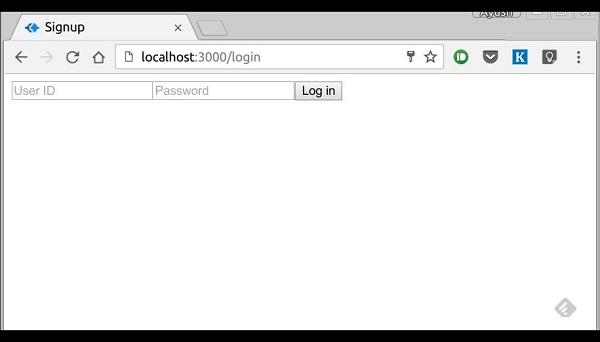 Ayush
Signup
localhost:3000/login
User ID Password Log in
K